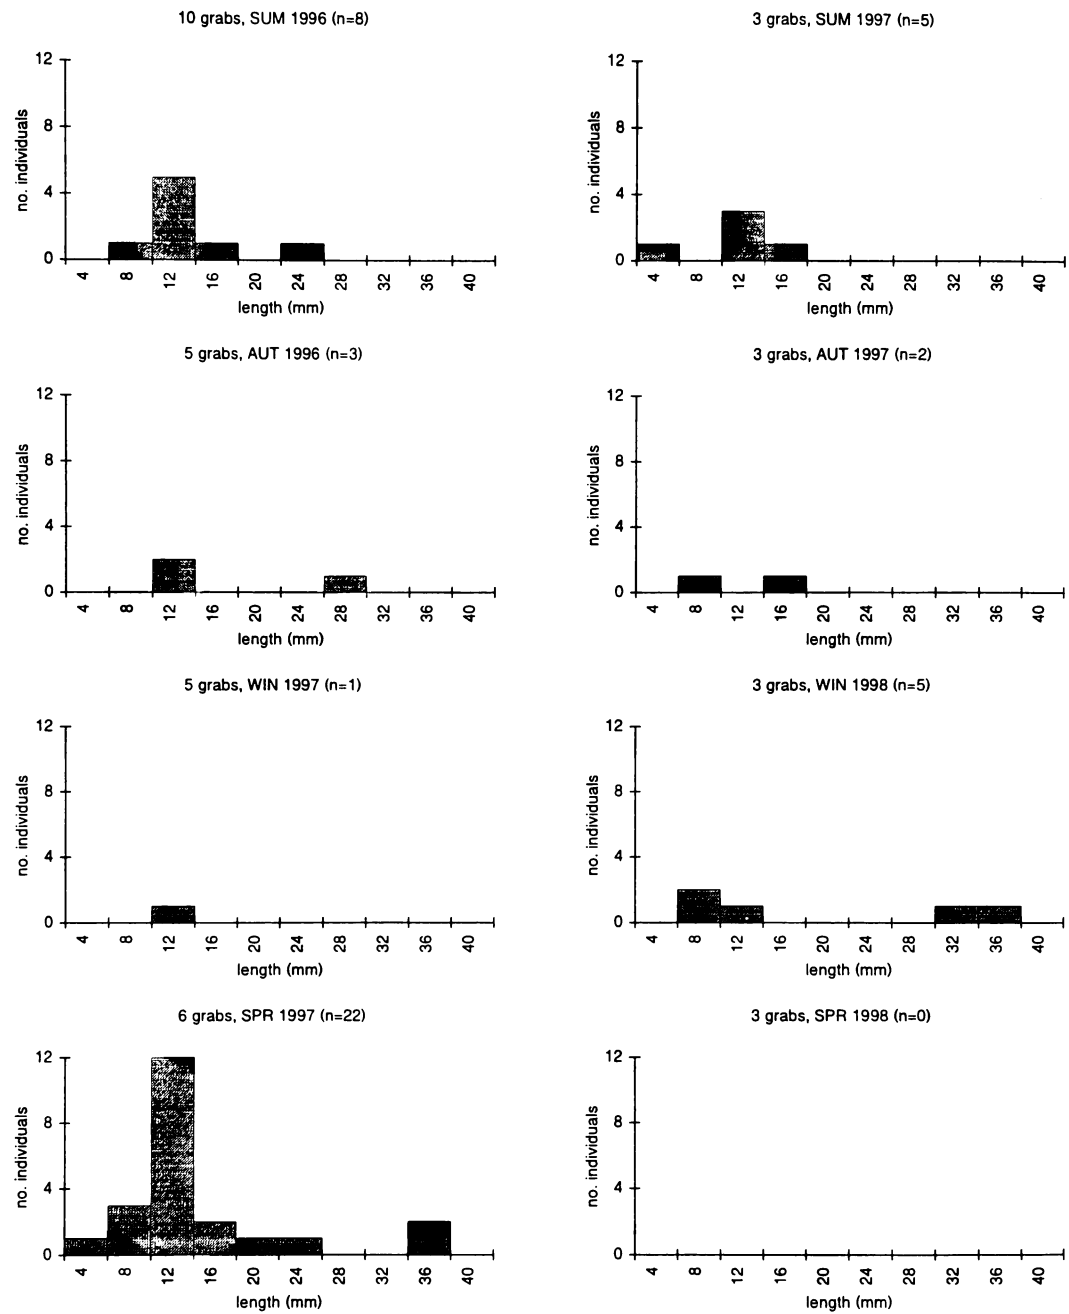 10 grabs, SUM 1996 (n=8)
no. individuals
12
8
4
0
4 8 12 16 20 24 28 32 36 40
length (mm)
3 grabs, SUM 1997 (n=5)
no. individuals
12
8
4
0
4 8 12 16 20 24 28 32 36 40
length (mm)
5 grabs, AUT 1996 (n=3)
no. individuals
12
8
4
0
4 8 12 16 20 24 28 32 36 40
length (mm)
3 grabs, AUT 1997 (n=2)
no. individuals
12
8
4
0
4 8 12 16 20 24 28 32 36 40
length (mm)
5 grabs, WIN 1997 (n=1)
no. individuals
12
8
4
0
4 8 12 16 20 24 28 32 36 40
length (mm)
3 grabs, WIN 1998 (n=5)
no. individuals
12
8
4
0
4 8 12 16 20 24 28 32 36 40
length (mm)
6 grabs, SPR 1997 (n=22)
no. individuals
12
8
4
0
4 8 12 16 20 24 28 32 36 40
length (mm)
3 grabs, SPR 1998 (n=0)
no. individuals
12
8
4
0
4 8 12 16 20 24 28 32 36 40
length (mm)